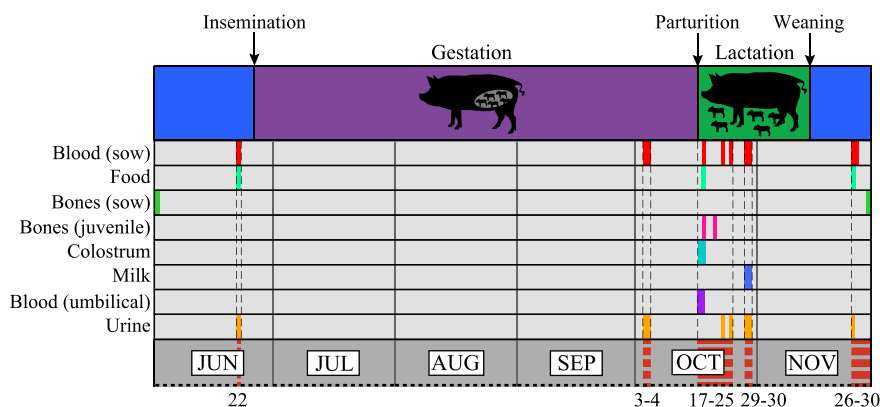 Insemination
Parturition
Weaning
Gestation
Lactation
Blood (sow)
Food
Bones (sow)
Bones (juvenile)
Colostrum
Milk
Blood (umbilical)
Urine
JUN JUL AUG SEP OCT NOV
22 3-4 17-25 29-30 26-30